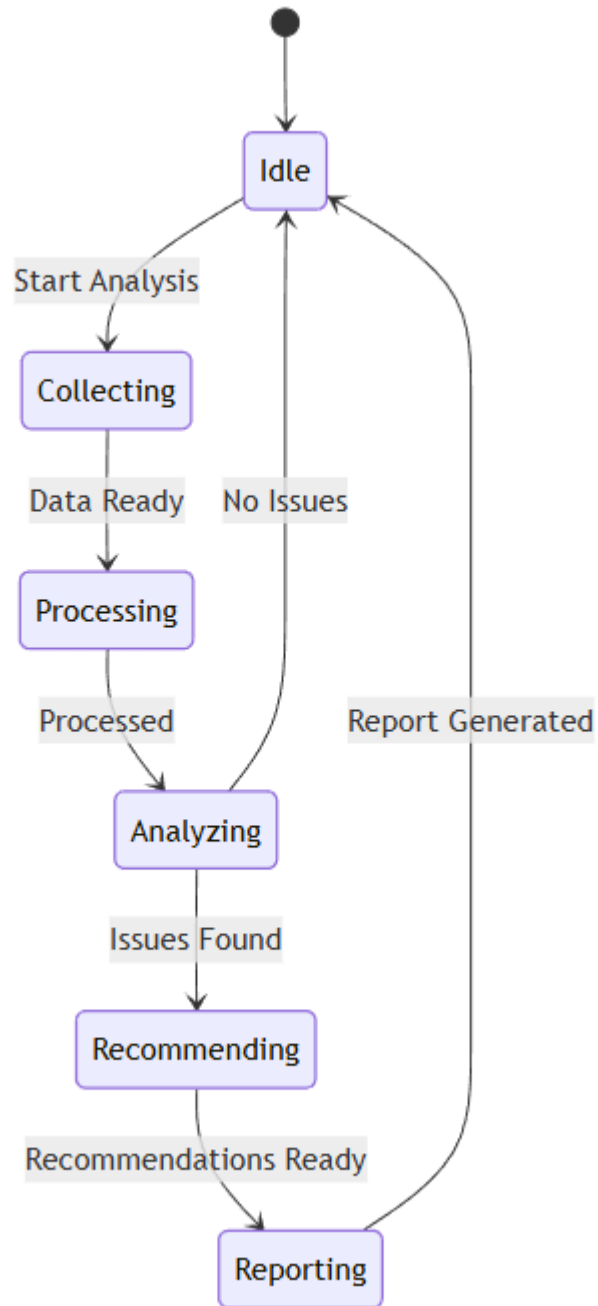 Idle
Start Analysis
Collecting
Data Ready
No Issues
Processing
Processed
Report Generated
Analyzing
Issues Found
Recommending
Recommendations Ready
Reporting